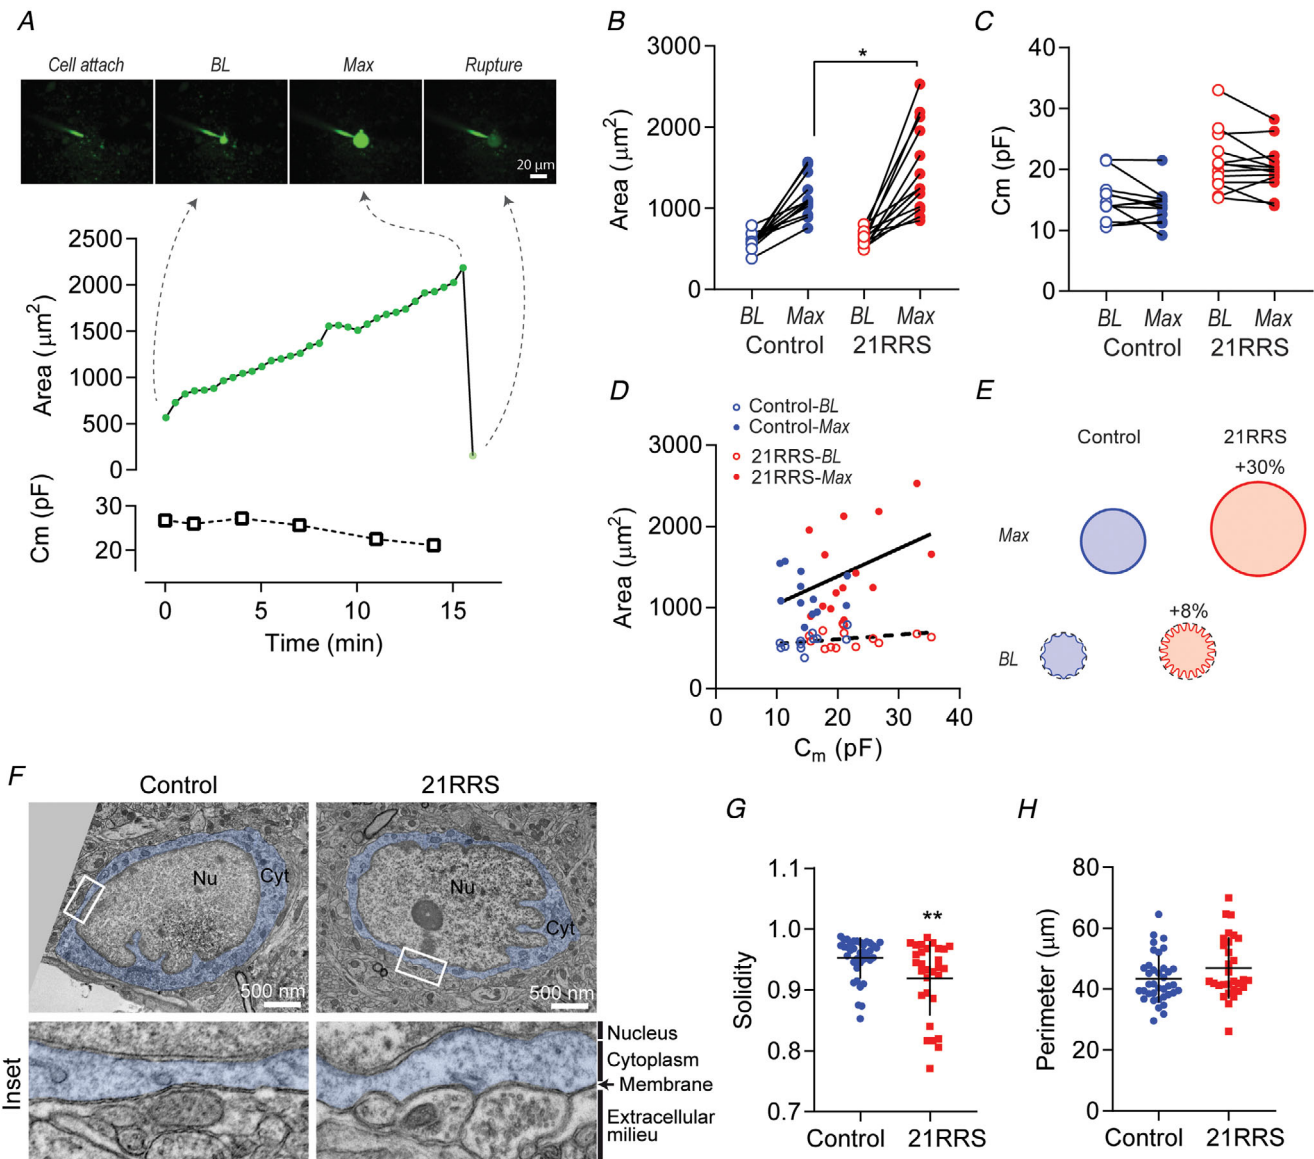 A
Cell attach
BL
Max
Rupture
20 µm
2500
2000
1500
1000
500
0
Area (µm2)
30
20
Cm (pF)
0
5
10
15
Time (min)
B
3000
2000
1000
0
Area (µm2)
*
BL
Max
BL
Max
Control
21RRS
C
40
30
20
10
0
Cm (pF)
BL
Max
BL
Max
Control
21RRS
D
Control-BL
Control-Max
21RRS-BL
21RRS-Max
3000
2000
1000
0
Area (µm2)
0
10
20
30
40
Cm (pF)
E
Control
21RRS
+30%
Max
+8%
BL
F
Control
21RRS
Nu
Cyt
500 nm
Nu
Cyt
500 nm
Inset
Nucleus
Cytoplasm
Membrane
Extracellular
milieu
G
1.1
1.0
0.9
0.8
0.7
Solidity
**
Control
21RRS
H
80
60
40
20
0
Perimeter (µm)
Control
21RRS